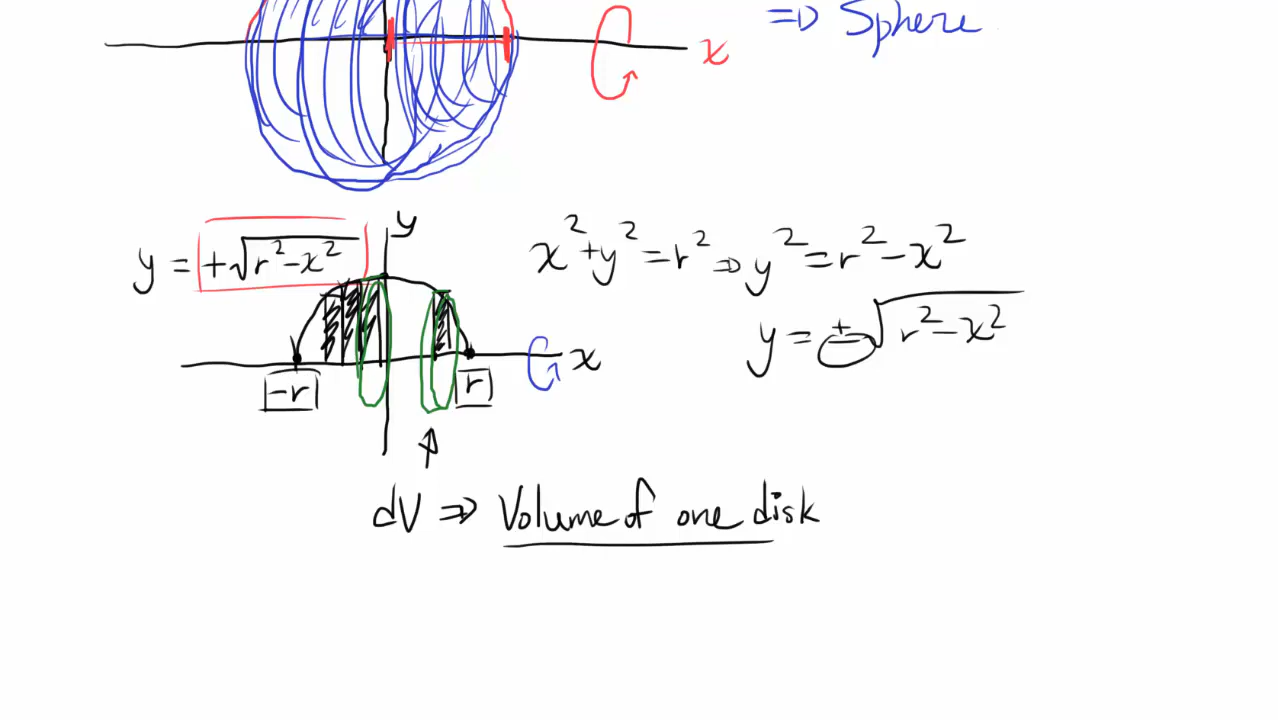 ⇒ Sphere
x
y
y = +√(r²-x²)
x²+y²=r² ⇒ y²=r²-x²
y = ±√(r²-x²)
x
-r
r
dV ⇒ Volume of one disk